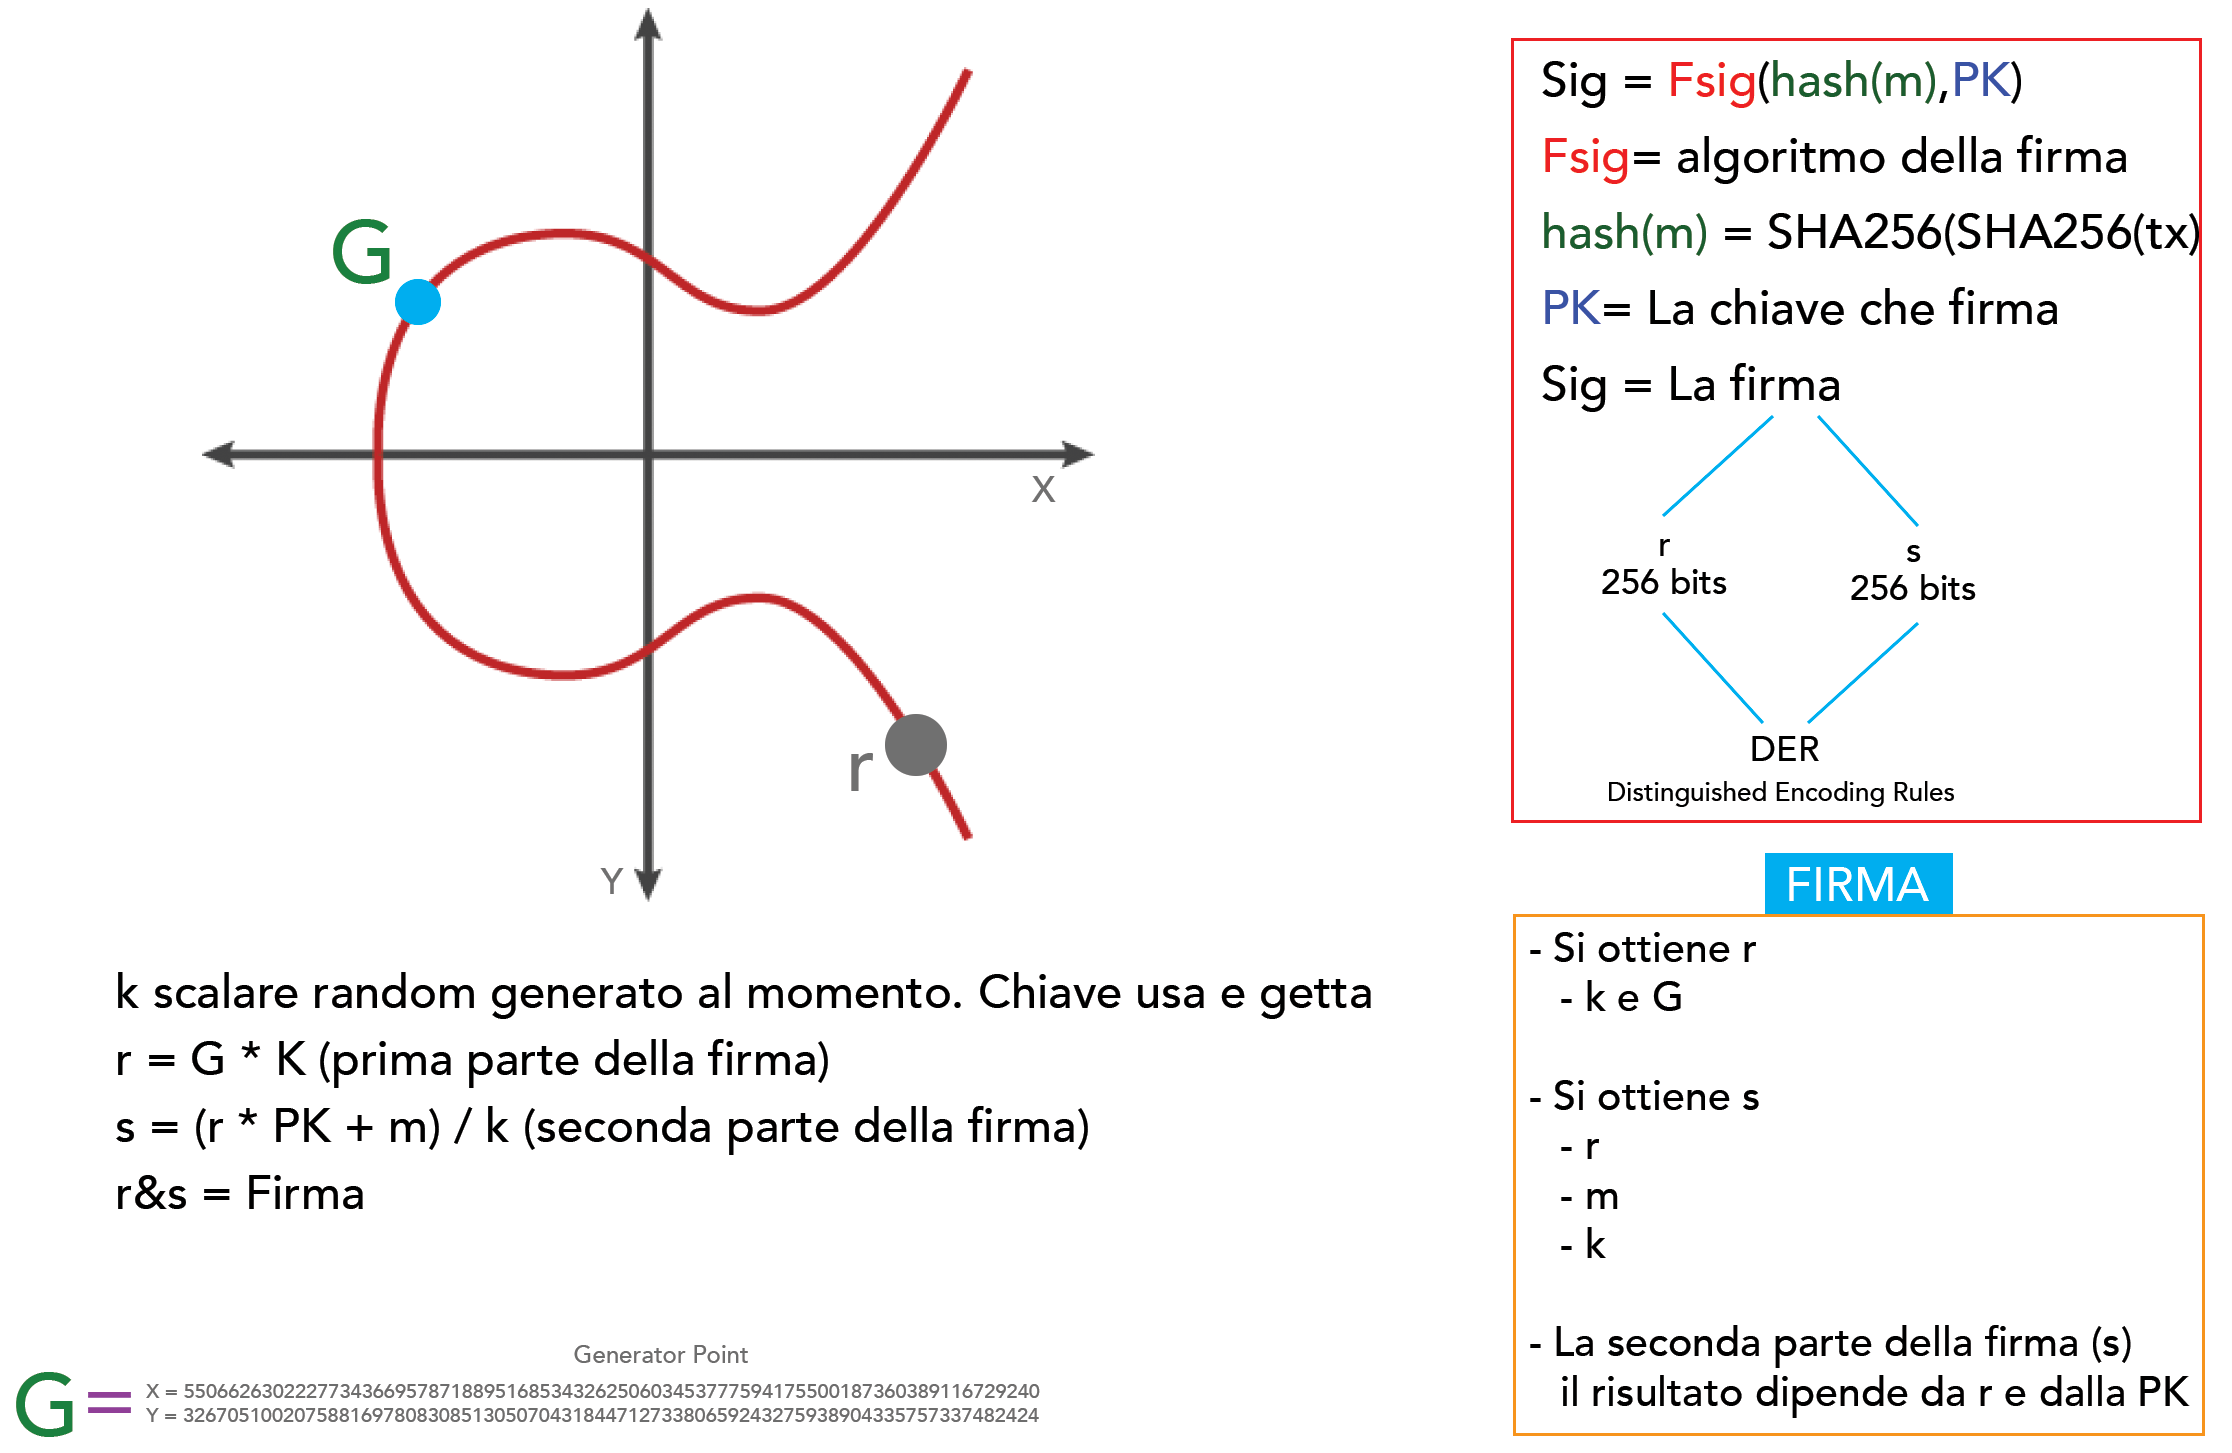 G
X
r
Y
k scalare random generato al momento. Chiave usa e getta
r = G * K (prima parte della firma)
s = (r * PK + m) / k (seconda parte della firma)
r&s = Firma
Generator Point
G=
X = 55066263022277343669578718895168534326250603453777594175500187360389116729240
Y = 32670510020758816978083085130507043184471273380659243275938904335757337482424
Sig = Fsig(hash(m),PK)
Fsig= algoritmo della firma
hash(m) = SHA256(SHA256(tx)
PK= La chiave che firma
Sig = La firma
r
256 bits
s
256 bits
DER
Distinguished Encoding Rules
FIRMA
- Si ottiene r
- k e G
- Si ottiene s
- r
- m
- k
- La seconda parte della firma (s)
il risultato dipende da r e dalla PK